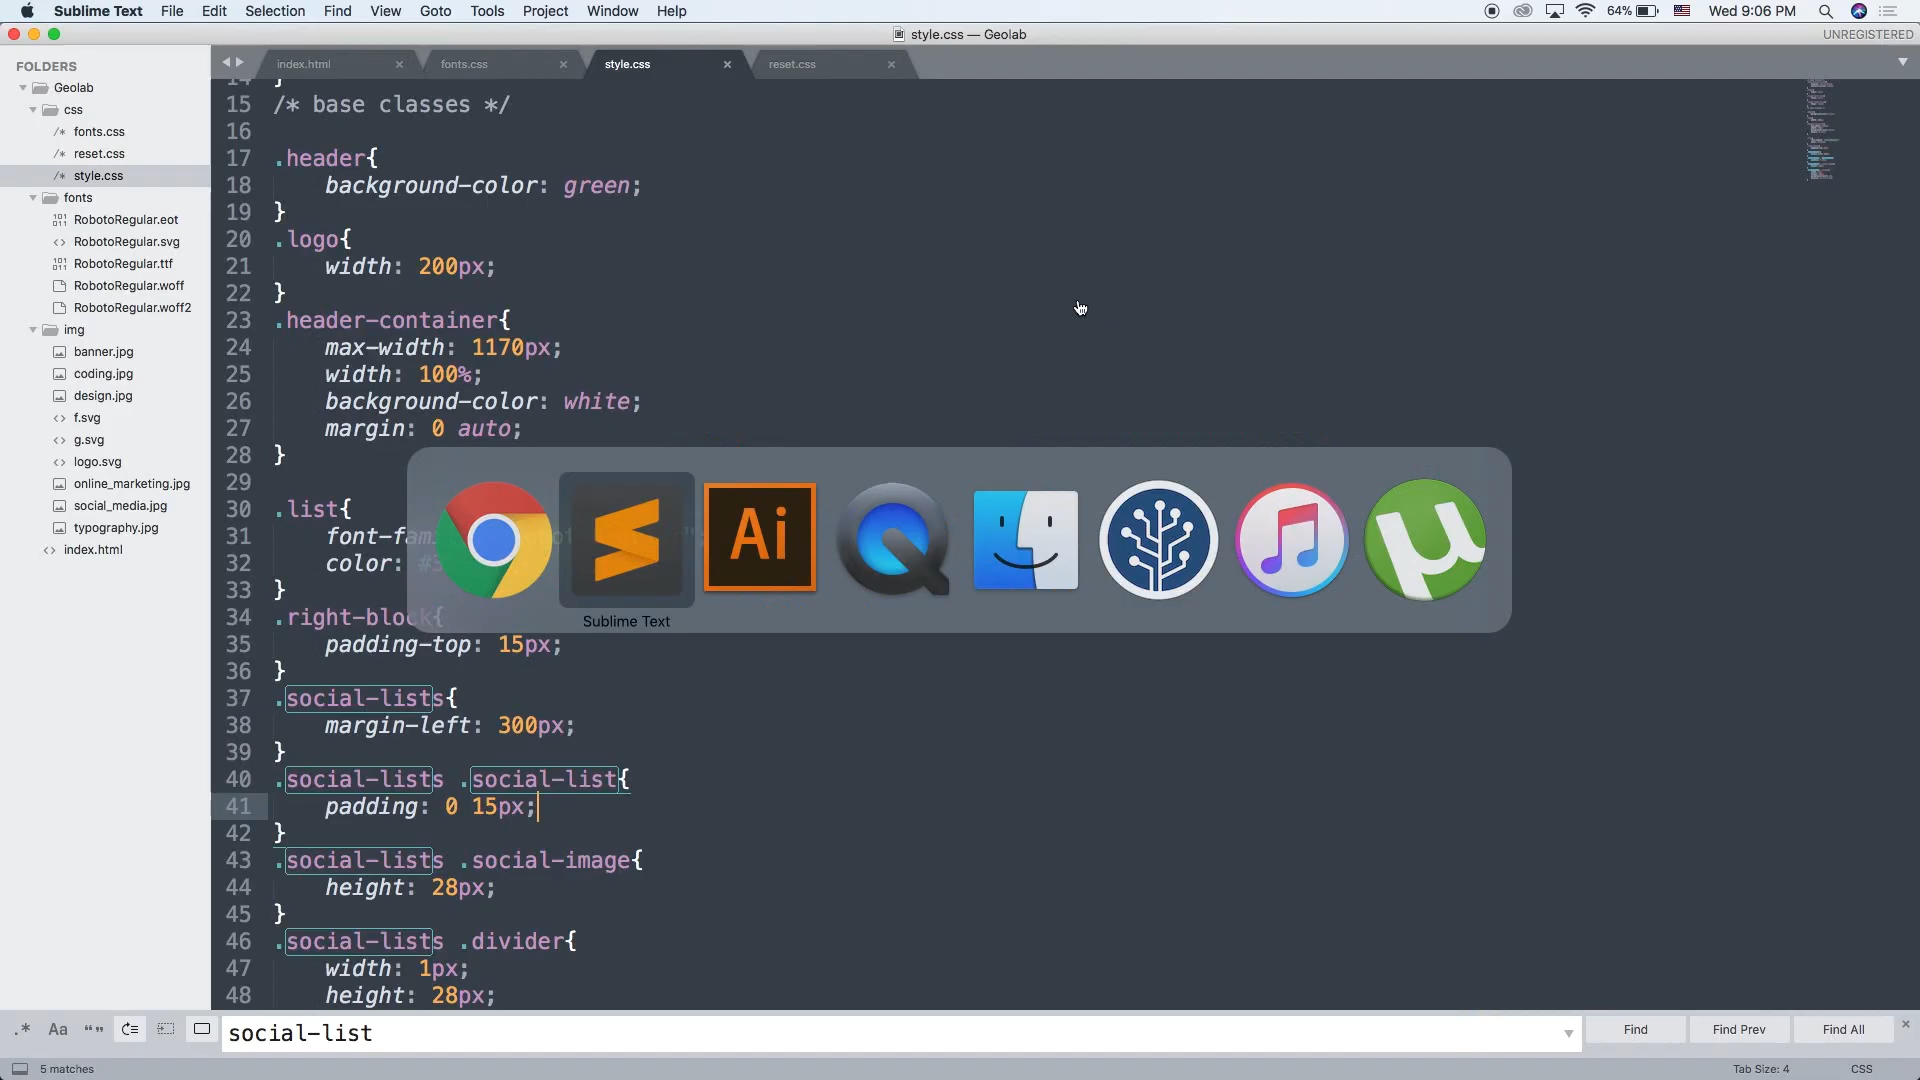 Sublime Text File Edit Selection Find View Goto Tools Project Window Help 64% Wed 9:06 PM
style.css — Geolab UNREGISTERED
FOLDERS
Geolab
css
/* fonts.css
/* reset.css
/* style.css
fonts
RobotoRegular.eot
<> RobotoRegular.svg
RobotoRegular.ttf
RobotoRegular.woff
RobotoRegular.woff2
img
banner.jpg
coding.jpg
design.jpg
<> f.svg
<> g.svg
<> logo.svg
online_marketing.jpg
social_media.jpg
typography.jpg
<> index.html
index.html × fonts.css × style.css × reset.css ×
14 }
15 /* base classes */
16
17 .header{
18 background-color: green;
19 }
20 .logo{
21 width: 200px;
22 }
23 .header-container{
24 max-width: 1170px;
25 width: 100%;
26 background-color: white;
27 margin: 0 auto;
28 }
29
30 .list{
31
32 color:
33 }
34 .right-block{
35 padding-top: 15px;
36 }
37 .social-lists{
38 margin-left: 300px;
39 }
40 .social-lists .social-list{
41 padding: 0 15px;
42 }
43 .social-lists .social-image{
44 height: 28px;
45 }
46 .social-lists .divider{
47 width: 1px;
48 height: 28px;
Ai
Sublime Text
.* Aa “” social-list Find Find Prev Find All ×
5 matches Tab Size: 4 CSS